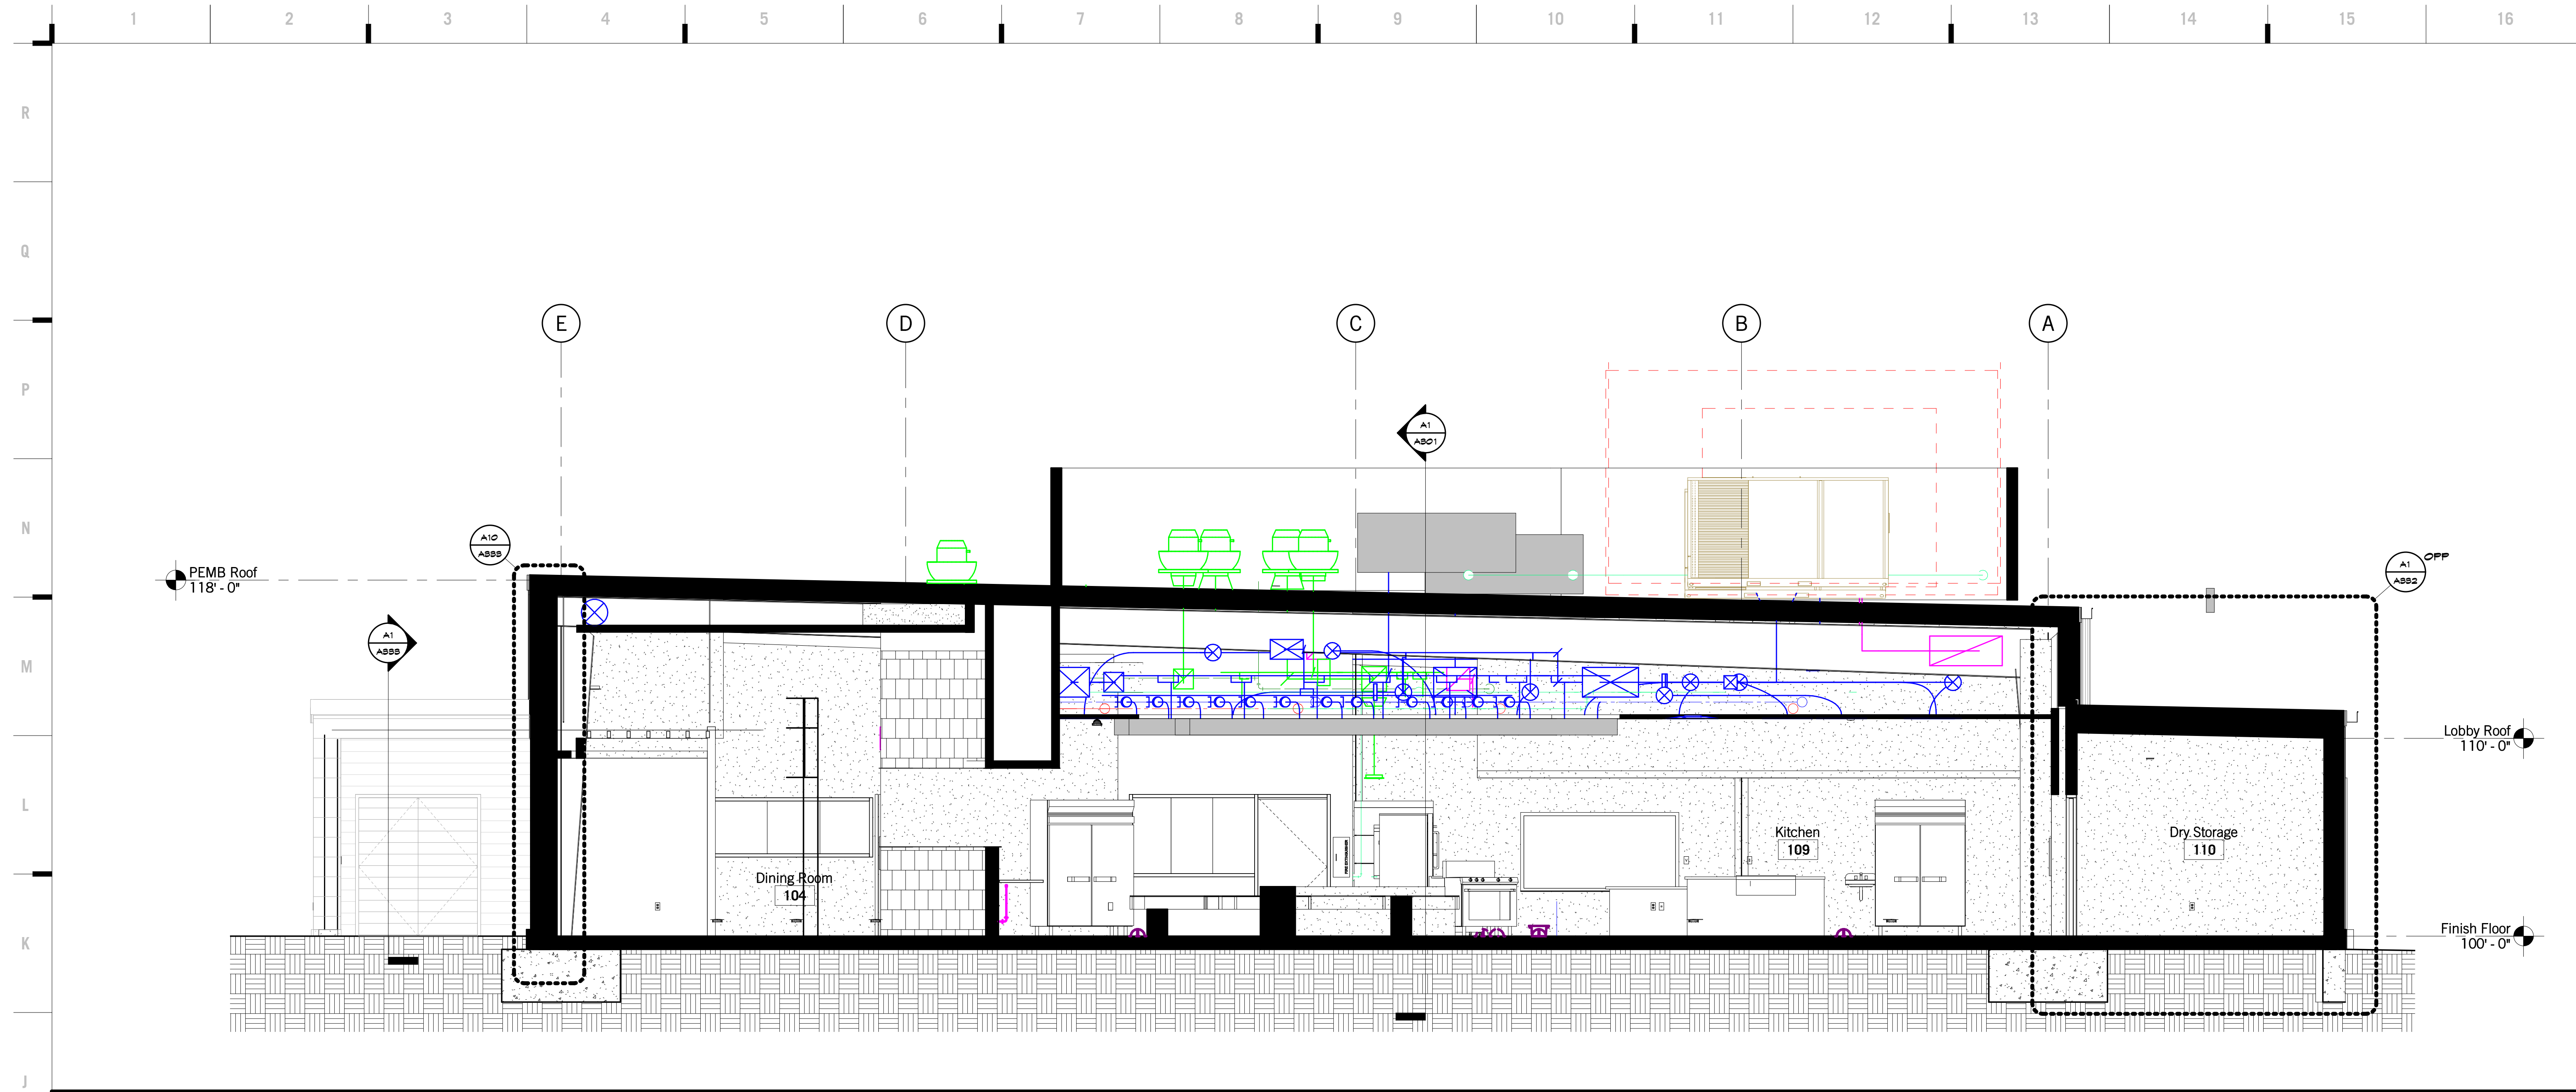 1 2 3 4 5 6 7 8 9 10 11 12 13 14 15 16
R
Q
P
N
M
L
K
J
E D C B A
A1
A301
A10
A333
A1
A332
OPP
PEMB Roof
118' - 0"
A1
A333
Lobby Roof
110' - 0"
FIRE EXTINGUISHER
Kitchen
109
Dry Storage
110
Dining Room
104
Finish Floor
100' - 0"